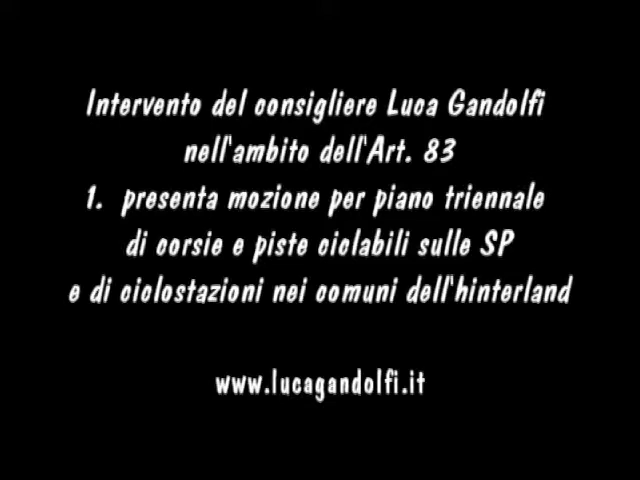 Intervento del consigliere Luca Gandolfi
nell'ambito dell'Art. 83
1. presenta mozione per piano triennale
di corsie e piste ciclabili sulle SP
e di ciclostazioni nei comuni dell'hinterland
www.lucagandolfi.it